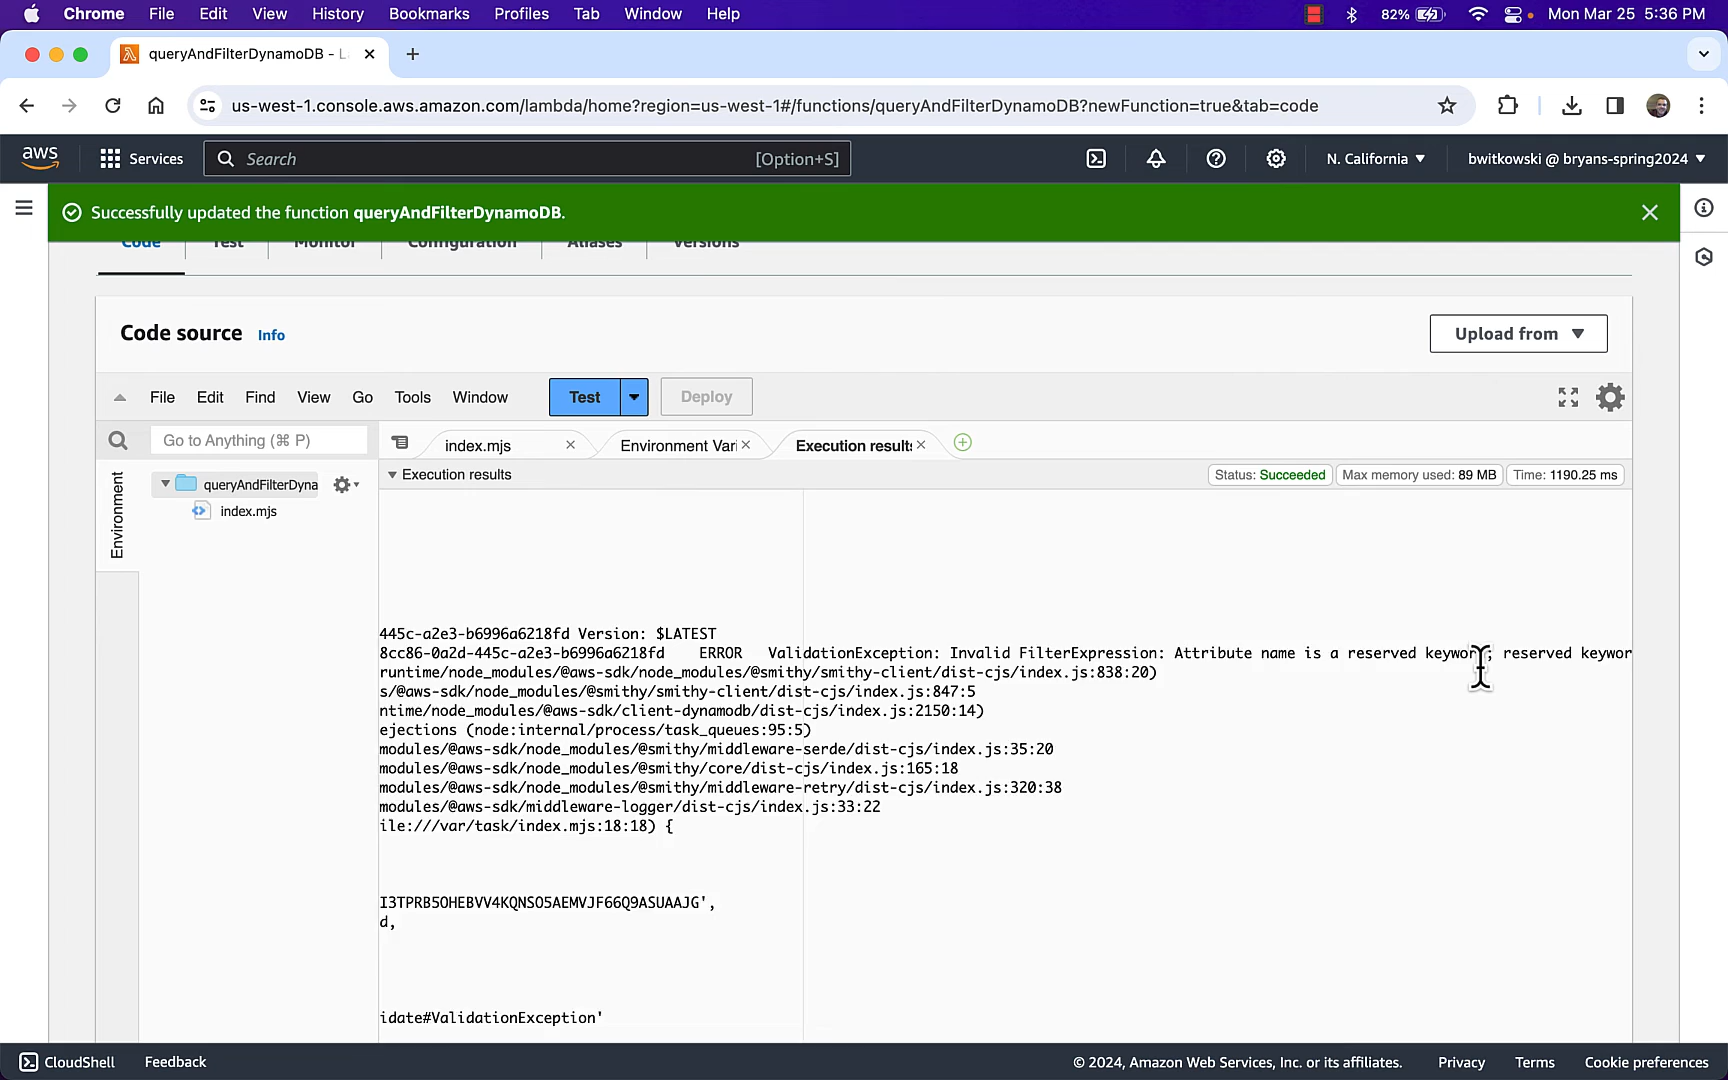 Chrome File Edit View History Bookmarks Profiles Tab Window Help 82% Mon Mar 25 5:36 PM
queryAndFilterDynamoDB - L
us-west-1.console.aws.amazon.com/lambda/home?region=us-west-1#/functions/queryAndFilterDynamoDB?newFunction=true&tab=code
aws Services Search [Option+S] N. California bwitkowski @ bryans-spring2024
Successfully updated the function queryAndFilterDynamoDB.
Code Test Monitor Configuration Aliases Versions
Code source Info Upload from
File Edit Find View Go Tools Window Test Deploy
Go to Anything (⌘ P) index.mjs Environment Vari Execution results
Execution results Status: Succeeded Max memory used: 89 MB Time: 1190.25 ms
Environment
queryAndFilterDyna
index.mjs
445c-a2e3-b6996a6218fd Version: $LATEST
8cc86-0a2d-445c-a2e3-b6996a6218fd ERROR ValidationException: Invalid FilterExpression: Attribute name is a reserved keyword; reserved keywor
runtime/node_modules/@aws-sdk/node_modules/@smithy/smithy-client/dist-cjs/index.js:838:20)
s/@aws-sdk/node_modules/@smithy/smithy-client/dist-cjs/index.js:847:5
ntime/node_modules/@aws-sdk/client-dynamodb/dist-cjs/index.js:2150:14)
ejections (node:internal/process/task_queues:95:5)
modules/@aws-sdk/node_modules/@smithy/middleware-serde/dist-cjs/index.js:35:20
modules/@aws-sdk/node_modules/@smithy/core/dist-cjs/index.js:165:18
modules/@aws-sdk/node_modules/@smithy/middleware-retry/dist-cjs/index.js:320:38
modules/@aws-sdk/middleware-logger/dist-cjs/index.js:33:22
ile:///var/task/index.mjs:18:18) {
I3TPRB5OHEBVV4KQNSO5AEMVJF66Q9ASUAAJG',
d,
idate#ValidationException'
CloudShell Feedback © 2024, Amazon Web Services, Inc. or its affiliates. Privacy Terms Cookie preferences